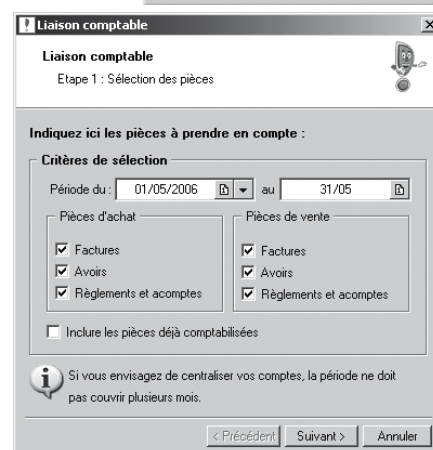 Liaison comptable
Liaison comptable
Etape 1 : Sélection des pièces
Indiquez ici les pièces à prendre en compte :
Critères de sélection
Période du : 01/05/2006 au 31/05
Pièces d'achat
Pièces de vente
Factures
Factures
Avoirs
Avoirs
Règlements et acomptes
Règlements et acomptes
Inclure les pièces déjà comptabilisées
Si vous envisagez de centraliser vos comptes, la période ne doit
pas couvrir plusieurs mois.
< Précédent Suivant > Annuler